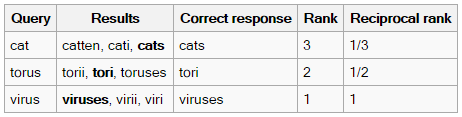 Query Results Correct response Rank Reciprocal rank
cat catten, cati, cats cats 3 1/3
torus torii, tori, toruses tori 2 1/2
virus viruses, virii, viri viruses 1 1